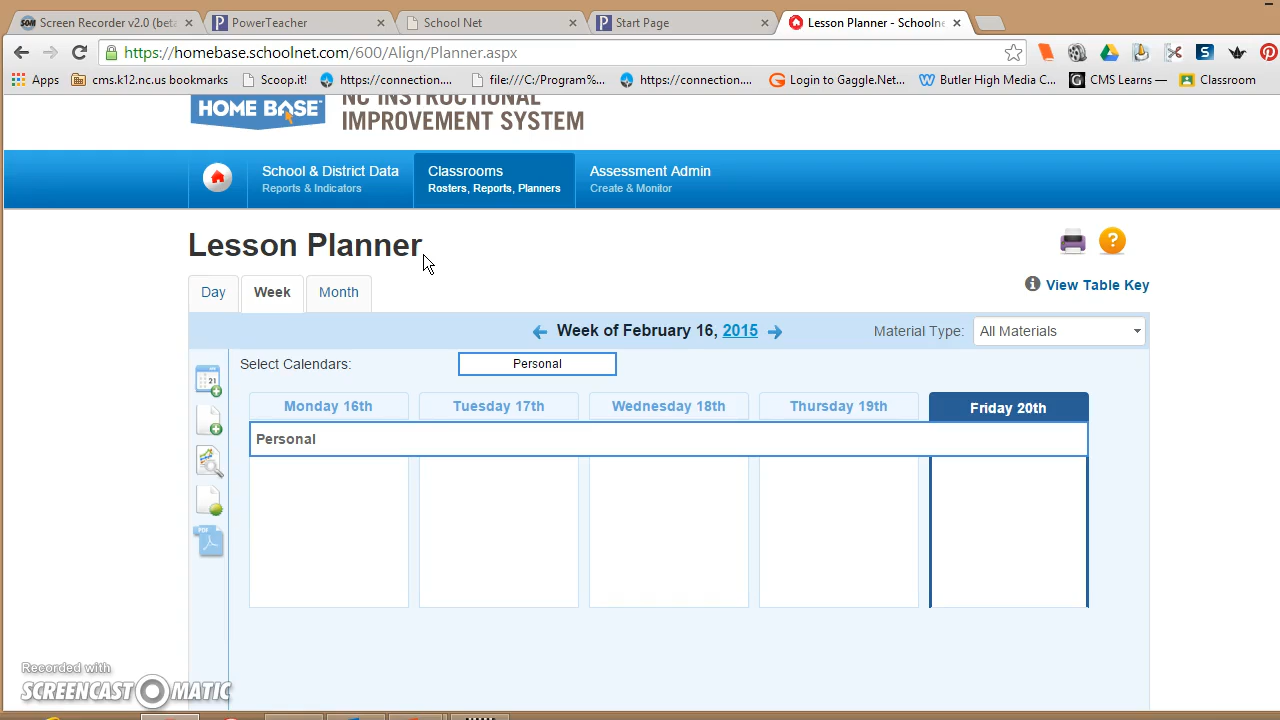 Screen Recorder v2.0 (beta
PowerTeacher
School Net
Start Page
Lesson Planner - Schoolne
https://homebase.schoolnet.com/600/Align/Planner.aspx
Apps
cms.k12.nc.us bookmarks
Scoop.it!
https://connection....
file:///C:/Program%...
https://connection....
Login to Gaggle.Net...
Butler High Media C...
CMS Learns —
Classroom
HOME BASE
NC INSTRUCTIONAL
IMPROVEMENT SYSTEM
School & District Data
Reports & Indicators
Classrooms
Rosters, Reports, Planners
Assessment Admin
Create & Monitor
Lesson Planner
View Table Key
Day
Week
Month
Week of February 16, 2015
Material Type:
All Materials
Select Calendars:
Personal
Monday 16th
Tuesday 17th
Wednesday 18th
Thursday 19th
Friday 20th
Personal
21
PDF
Recorded with
SCREENCAST-O-MATIC